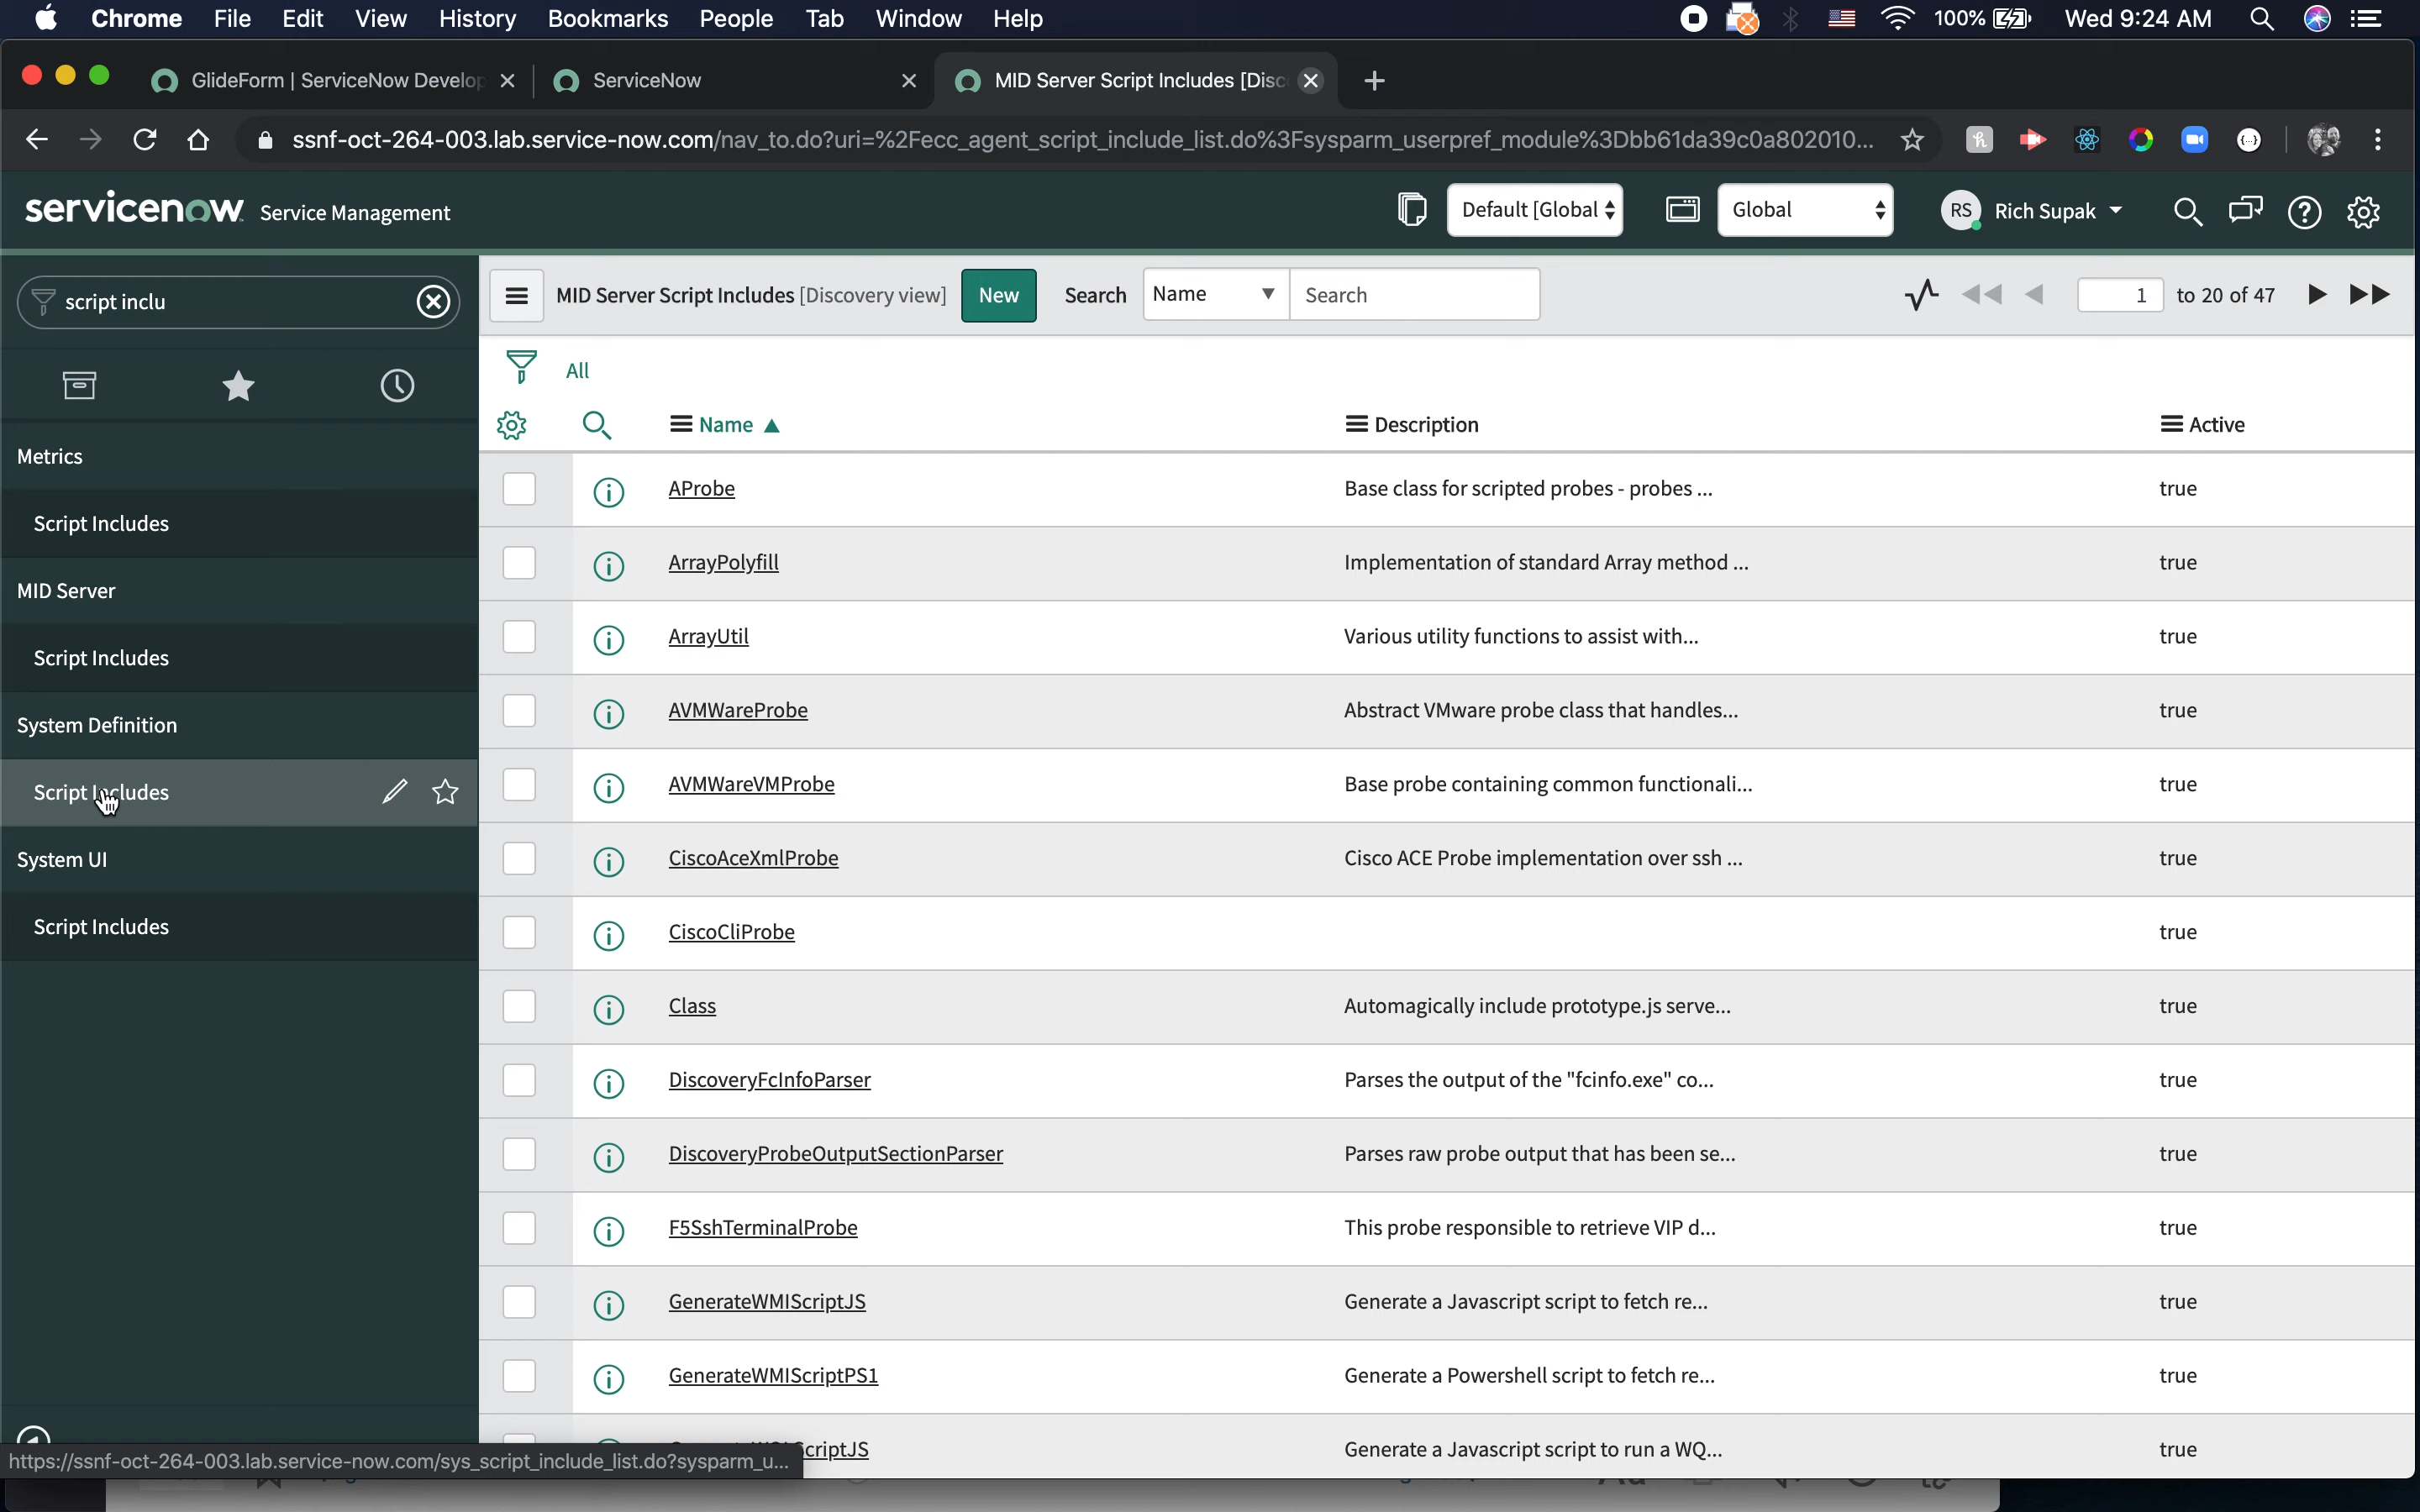 Chrome File Edit View History Bookmarks People Tab Window Help 100% Wed 9:24 AM
GlideForm | ServiceNow Develop ServiceNow MID Server Script Includes [Disc
ssnf-oct-264-003.lab.service-now.com/nav_to.do?uri=%2Fecc_agent_script_include_list.do%3Fsysparm_userpref_module%3Dbb61da39c0a802010...
servicenow Service Management Default [Global Global RS Rich Supak
script inclu
MID Server Script Includes [Discovery view] New Search Name Search 1 to 20 of 47
All
Name Description Active
Metrics
Script Includes
MID Server
Script Includes
System Definition
Script Includes
System UI
Script Includes
AProbe Base class for scripted probes - probes ... true
ArrayPolyfill Implementation of standard Array method ... true
ArrayUtil Various utility functions to assist with... true
AVMWareProbe Abstract VMware probe class that handles... true
AVMWareVMProbe Base probe containing common functionali... true
CiscoAceXmlProbe Cisco ACE Probe implementation over ssh ... true
CiscoCliProbe true
Class Automagically include prototype.js serve... true
DiscoveryFcInfoParser Parses the output of the "fcinfo.exe" co... true
DiscoveryProbeOutputSectionParser Parses raw probe output that has been se... true
F5SshTerminalProbe This probe responsible to retrieve VIP d... true
GenerateWMIScriptJS Generate a Javascript script to fetch re... true
GenerateWMIScriptPS1 Generate a Powershell script to fetch re... true
criptJS Generate a Javascript script to run a WQ... true
https://ssnf-oct-264-003.lab.service-now.com/sys_script_include_list.do?sysparm_u...